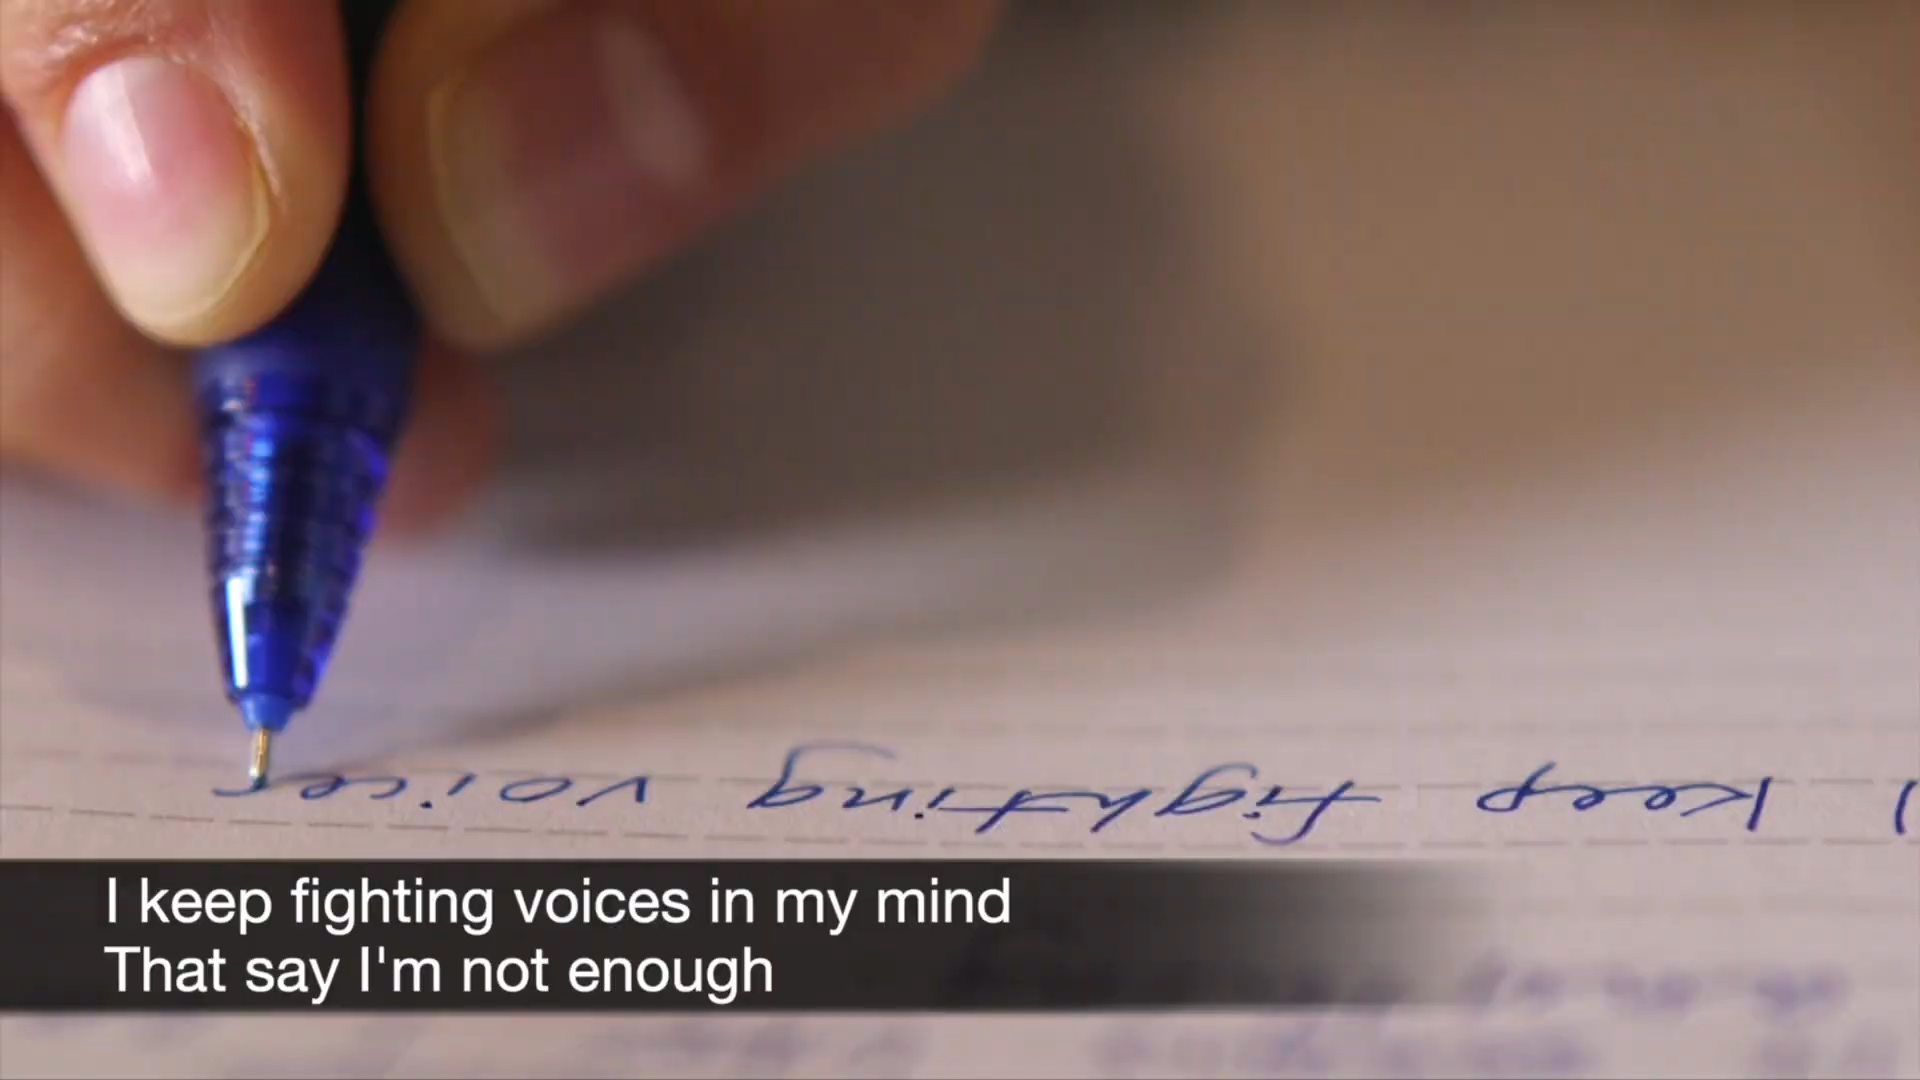 I keep fighting voices
I keep fighting voices in my mind
That say I'm not enough